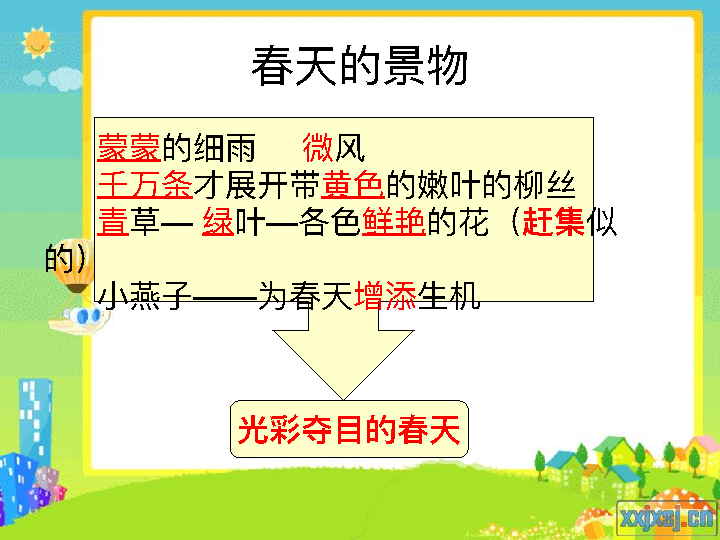 春天的景物
蒙蒙的细雨 微风
千万条才展开带黄色的嫩叶的柳丝
青草— 绿叶—各色鲜艳的花（赶集似
的）
小燕子——为春天增添生机
光彩夺目的春天
xxjxsj.cn